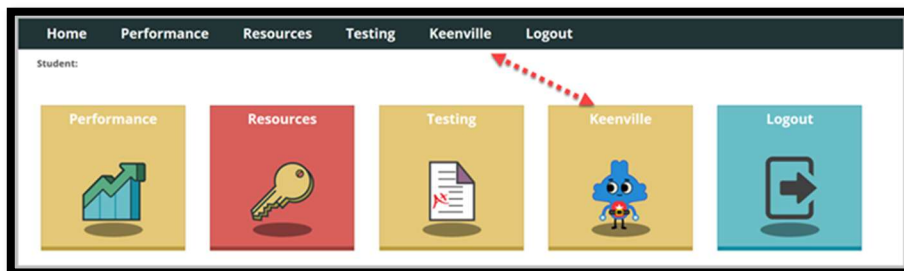 Home Performance Resources Testing Keenville Logout
Student:
Performance Resources Testing Keenville Logout
A+